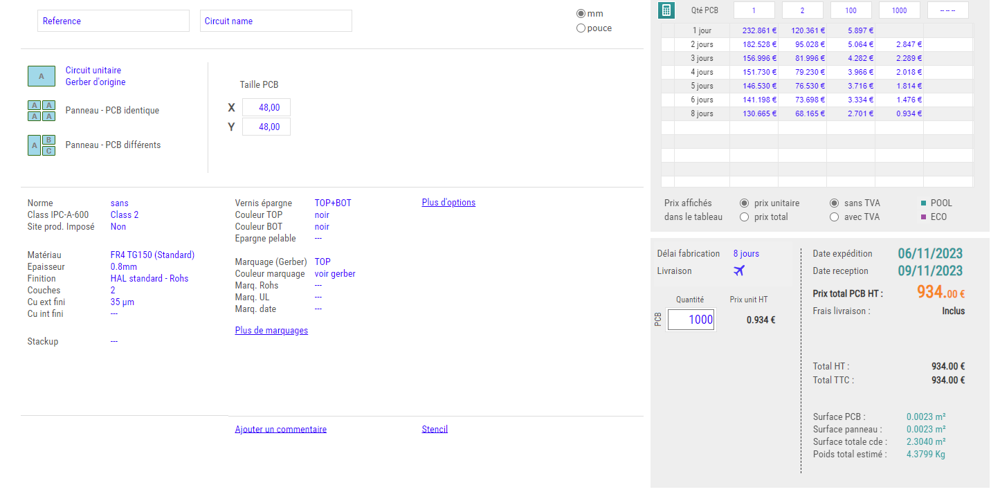 Reference
Circuit name
mm
pouce
A
Circuit unitaire
Gerber d'origine
A A
A A
Panneau - PCB identique
A B
C
Panneau - PCB différents
Taille PCB
X 48,00
Y 48,00
Norme sans
Class IPC-A-600 Class 2
Site prod. Imposé Non
Matériau FR4 TG150 (Standard)
Epaisseur 0.8mm
Finition HAL standard - Rohs
Couches 2
Cu ext fini 35 µm
Cu int fini ---
Stackup ---
Vernis épargne TOP+BOT
Couleur TOP noir
Couleur BOT noir
Epargne pelable ---
Marquage (Gerber) TOP
Couleur marquage voir gerber
Marq. Rohs ---
Marq. UL ---
Marq. date ---
Plus de marquages
Plus d'options
Ajouter un commentaire
Stencil
Qté PCB 1 2 100 1000 -- -- --
1 jour 232.861 € 120.361 € 5.897 €
2 jours 182.528 € 95.028 € 5.064 € 2.847 €
3 jours 156.996 € 81.996 € 4.282 € 2.289 €
4 jours 151.730 € 79.230 € 3.966 € 2.018 €
5 jours 146.530 € 76.530 € 3.716 € 1.814 €
6 jours 141.198 € 73.698 € 3.334 € 1.476 €
8 jours 130.665 € 68.165 € 2.701 € 0.934 €
Prix affichés prix unitaire sans TVA POOL
dans le tableau prix total avec TVA ECO
Délai fabrication 8 jours
Livraison
Quantité Prix unit HT
PCB 1000 0.934 €
Date expédition 06/11/2023
Date reception 09/11/2023
Prix total PCB HT : 934.00 €
Frais livraison : Inclus
Total HT : 934.00 €
Total TTC : 934.00 €
Surface PCB : 0.0023 m²
Surface panneau : 0.0023 m²
Surface totale cde : 2.3040 m²
Poids total estimé : 4.3799 Kg